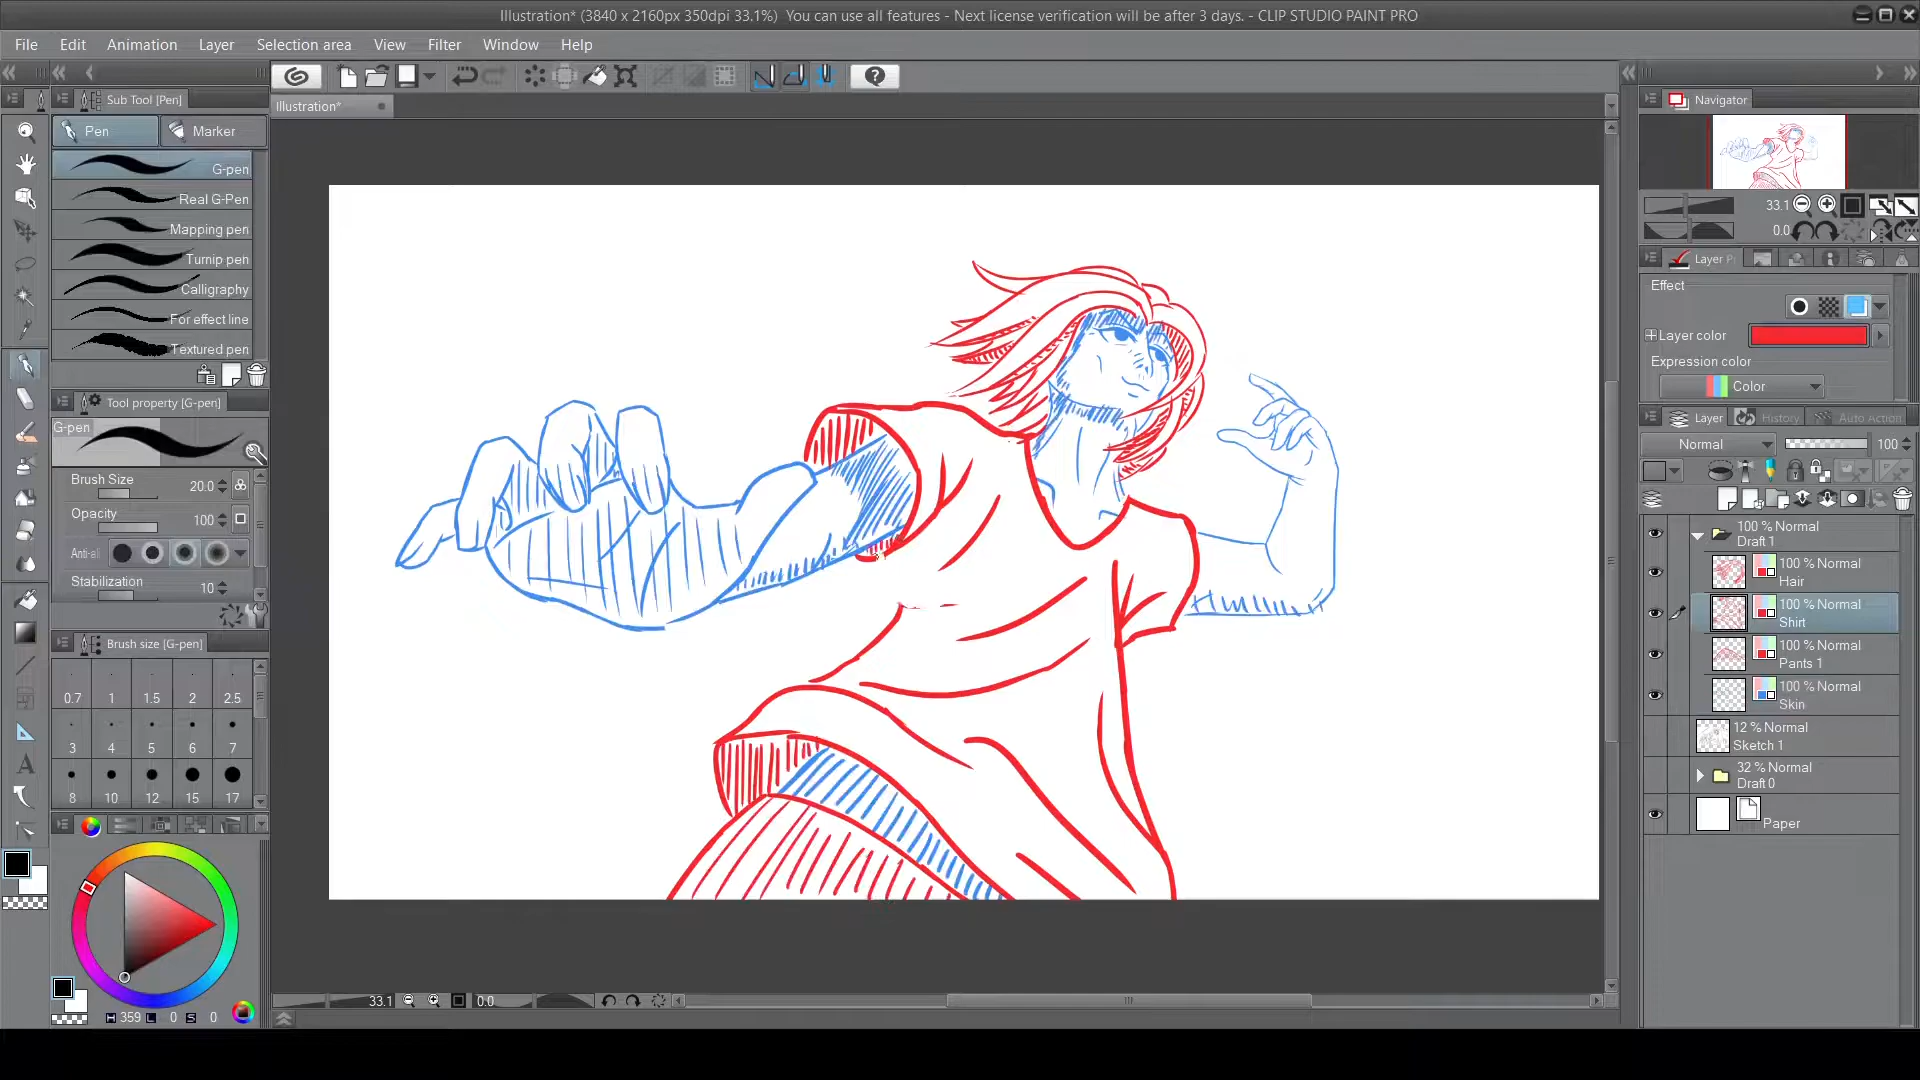 Illustration* (3840 x 2160px 350dpi 33.1%)  You can use all features - Next license verification will be after 3 days. - CLIP STUDIO PAINT PRO
File Edit Animation Layer Selection area View Filter Window Help
Sub Tool [Pen]
Illustration*
Navigator
Pen Marker
G-pen
Real G-Pen
Mapping pen
Turnip pen
Calligraphy
For effect line
Textured pen
33.1
0.0
Layer P
Effect
Layer color
Expression color
Color
Tool property [G-pen]
G-pen
Brush Size 20.0
Opacity 100
Anti-al
Stabilization 10
Layer History Auto Action
Normal 100
100 % Normal
Draft 1
100 % Normal
Hair
100 % Normal
Shirt
100 % Normal
Pants 1
100 % Normal
Skin
12 % Normal
Sketch 1
32 % Normal
Draft 0
Paper
Brush size [G-pen]
0.7 1 1.5 2 2.5
3 4 5 6 7
8 10 12 15 17
33.1 0.0
H 359 L 0 S 0